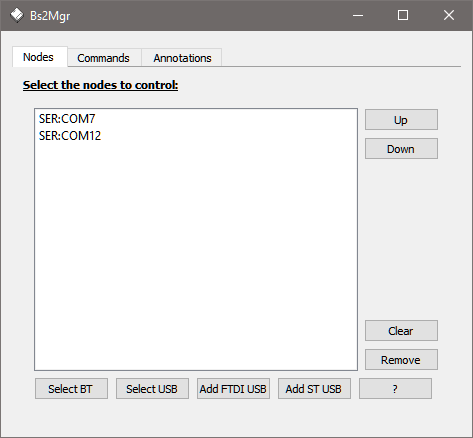 Bs2Mgr
Nodes Commands Annotations
Select the nodes to control:
SER:COM7
SER:COM12
Up
Down
Clear
Remove
Select BT Select USB Add FTDI USB Add ST USB ?